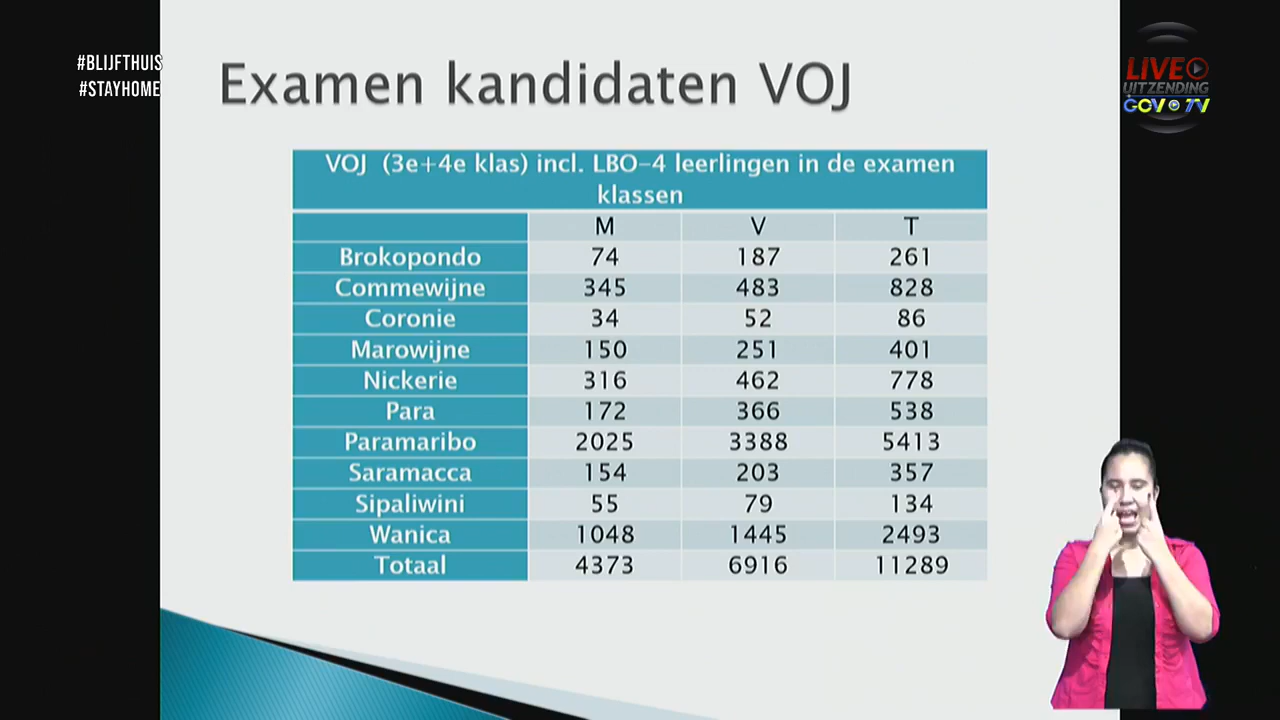 #BLIJFTHUIS
#STAYHOME
Examen kandidaten VOJ
LIVE
UITZENDING
GOV TV
VOJ (3e+4e klas) incl. LBO-4 leerlingen in de examen
klassen
M V T
Brokopondo 74 187 261
Commewijne 345 483 828
Coronie 34 52 86
Marowijne 150 251 401
Nickerie 316 462 778
Para 172 366 538
Paramaribo 2025 3388 5413
Saramacca 154 203 357
Sipaliwini 55 79 134
Wanica 1048 1445 2493
Totaal 4373 6916 11289